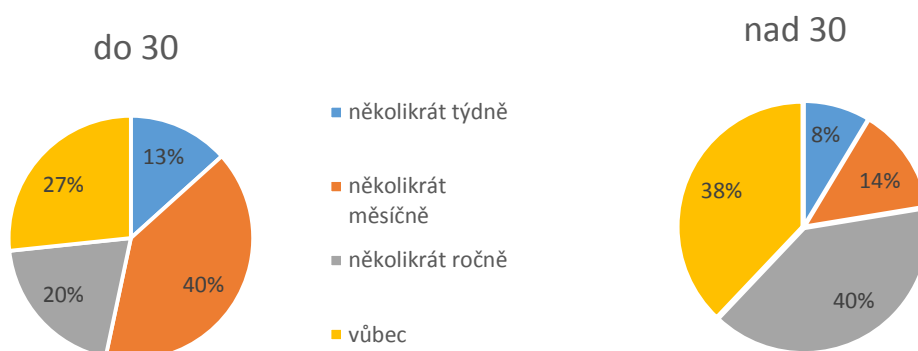 do 30
13%
40%
20%
27%
několikrát týdně
několikrát
měsíčně
několikrát ročně
vůbec
nad 30
8%
14%
40%
38%